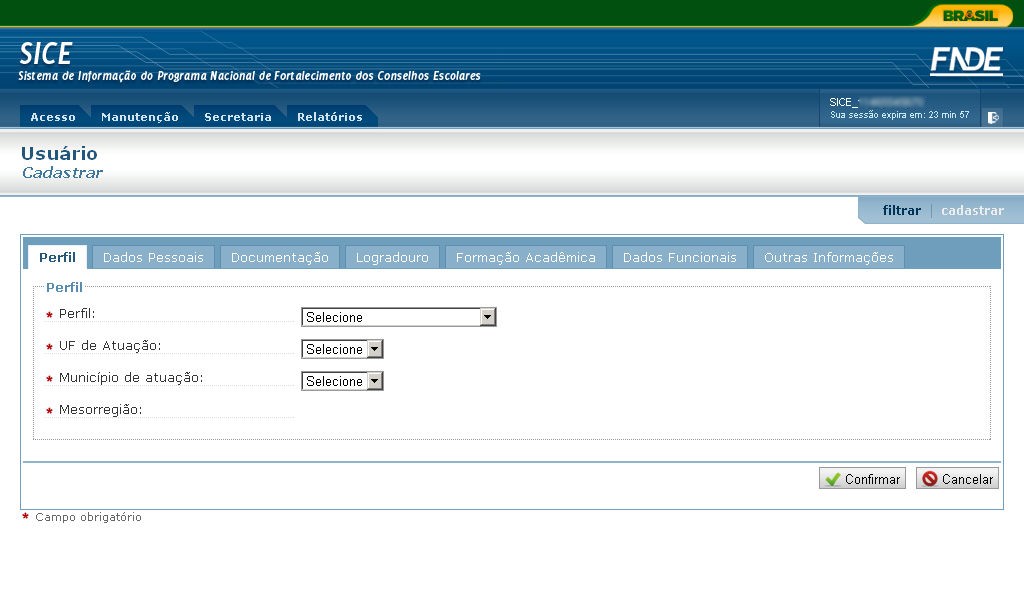 BRASIL
SICE
Sistema de Informação do Programa Nacional de Fortalecimento dos Conselhos Escolares
FNDE
Acesso Manutenção Secretaria Relatórios
SICE_
Sua sessão expira em: 23 min 57
Usuário
Cadastrar
filtrar | cadastrar
Perfil Dados Pessoais Documentação Logradouro Formação Acadêmica Dados Funcionais Outras Informações
Perfil
* Perfil: Selecione
* UF de Atuação: Selecione
* Município de atuação: Selecione
* Mesorregião:
Confirmar Cancelar
* Campo obrigatório